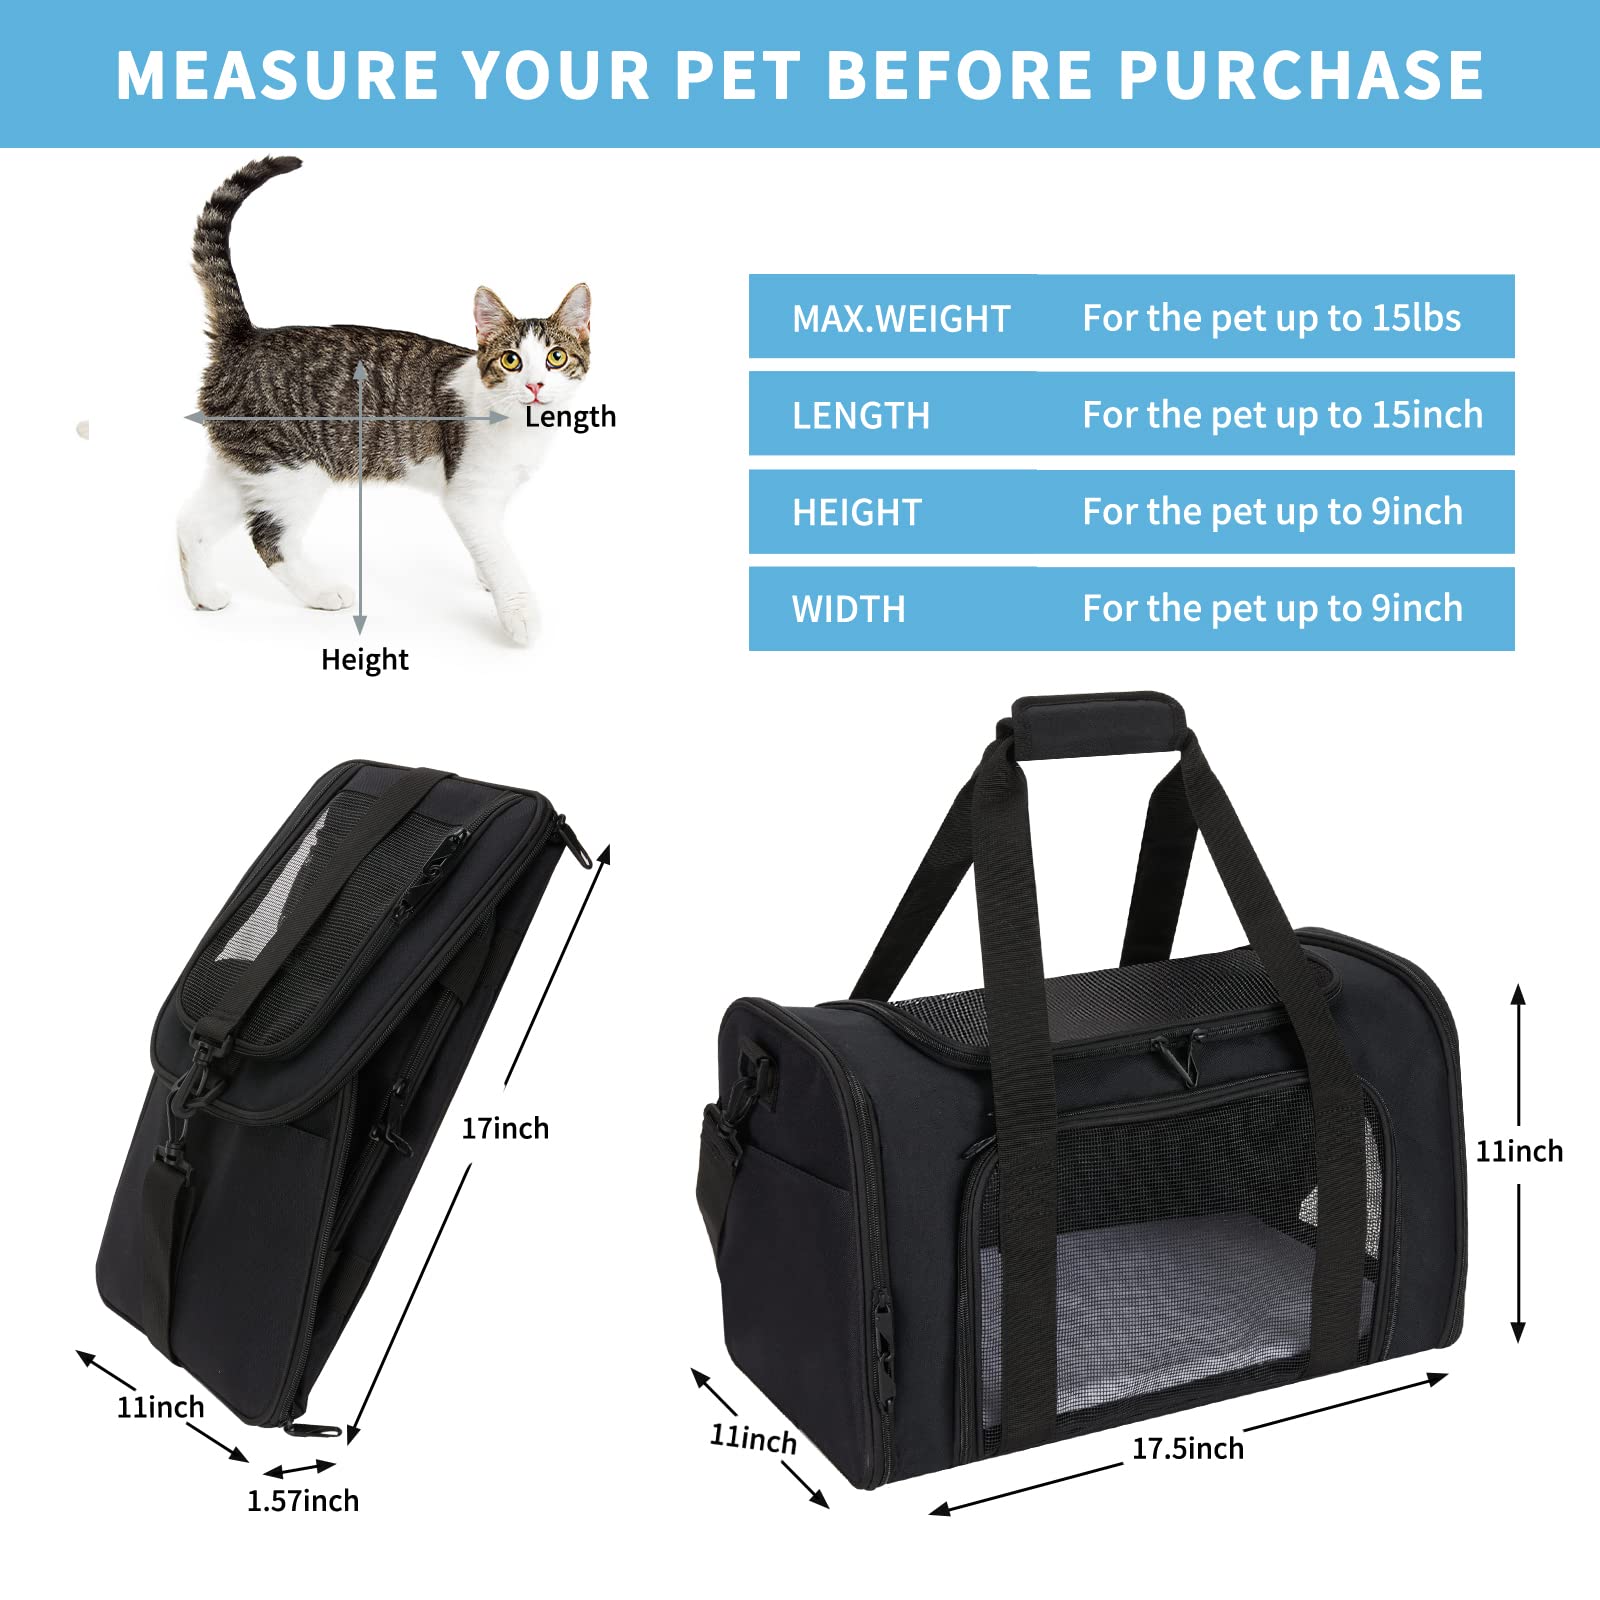 MEASURE YOUR PET BEFORE PURCHASE
Length
Height
MAX.WEIGHT For the pet up to 15lbs
LENGTH For the pet up to 15inch
HEIGHT For the pet up to 9inch
WIDTH For the pet up to 9inch
17inch
11inch
1.57inch
11inch
11inch
17.5inch